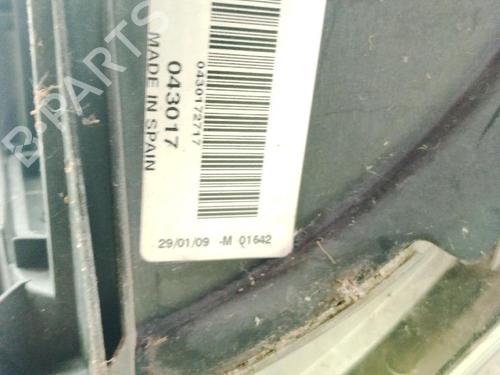 B-PARTS
MADE IN SPAIN
043017
0430172717
29/01/09 -M 01642